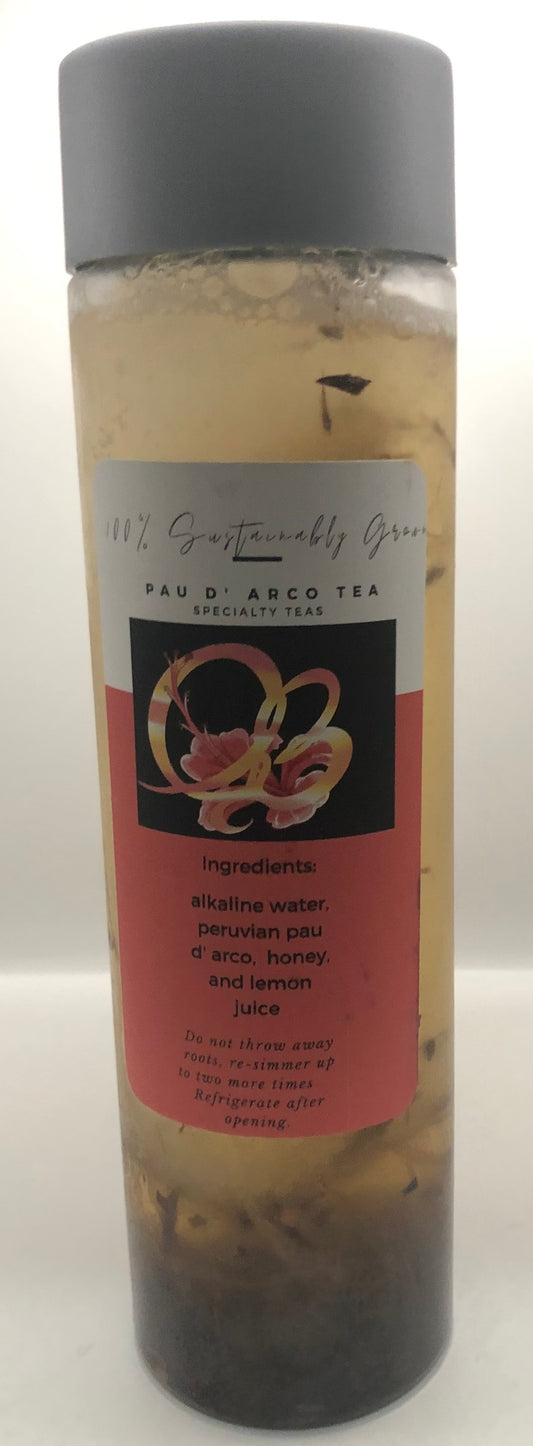 100% Sustainably Grown
PAU D' ARCO TEA
SPECIALTY TEAS
Ingredients:
alkaline water,
peruvian pau
d' arco, honey,
and lemon
juice
Do not throw away
roots, re-simmer up
to two more times
Refrigerate after
opening.